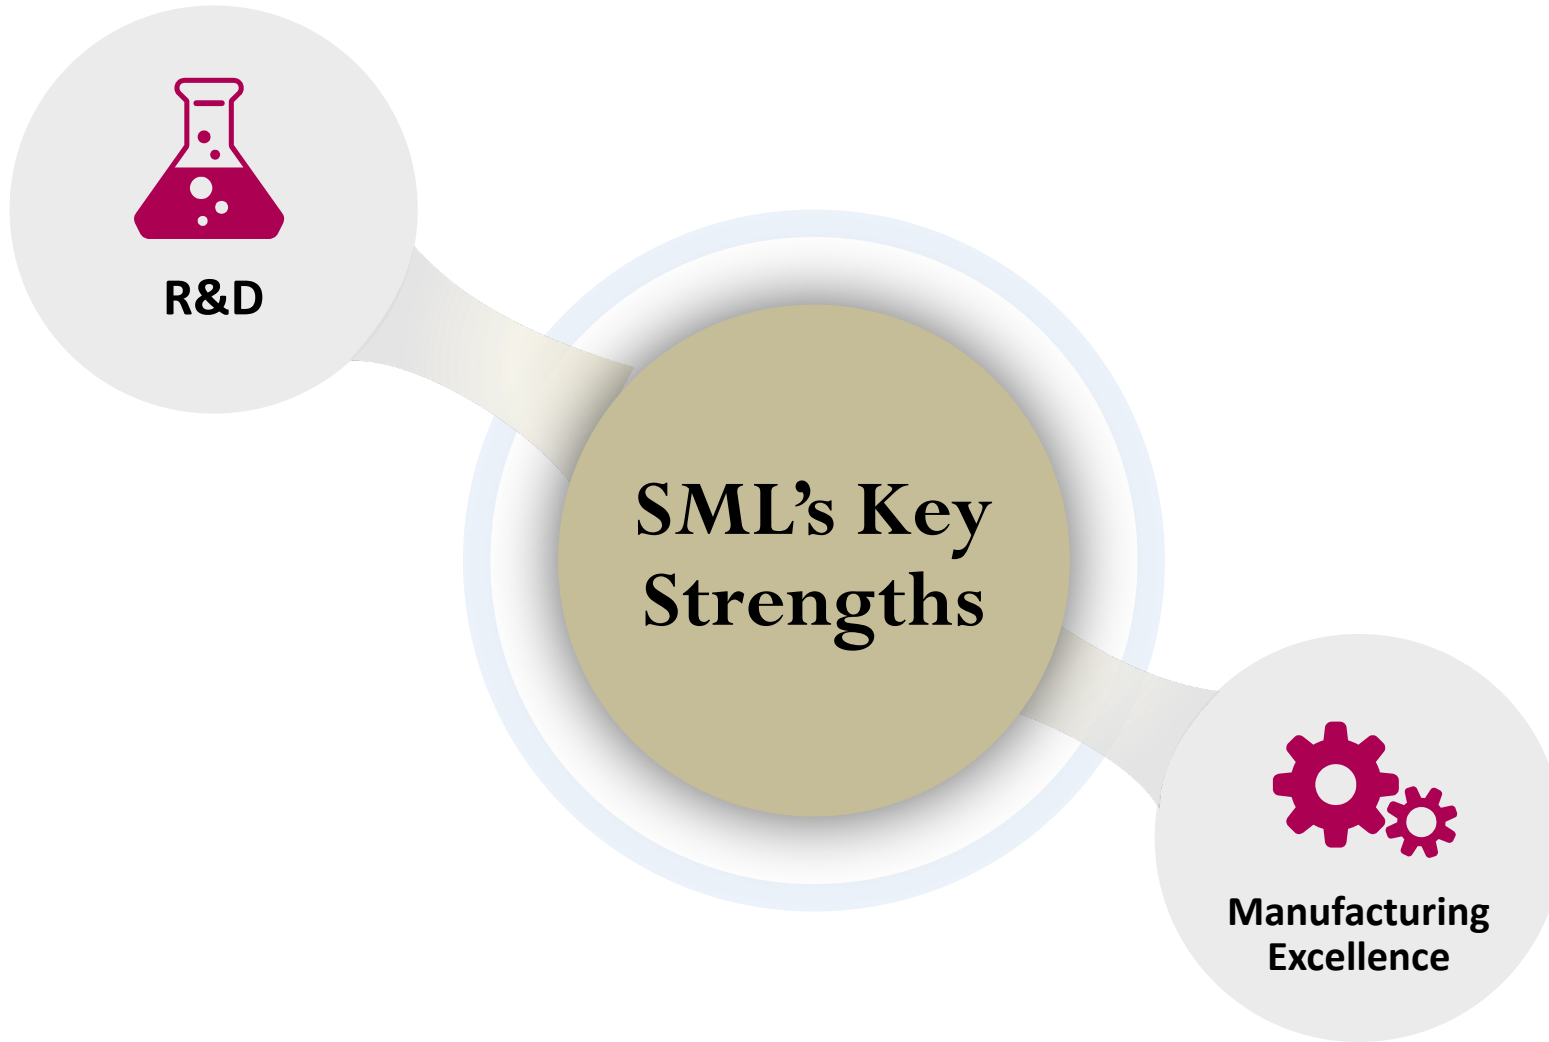 R&D
SML’s Key
Strengths
Manufacturing
Excellence